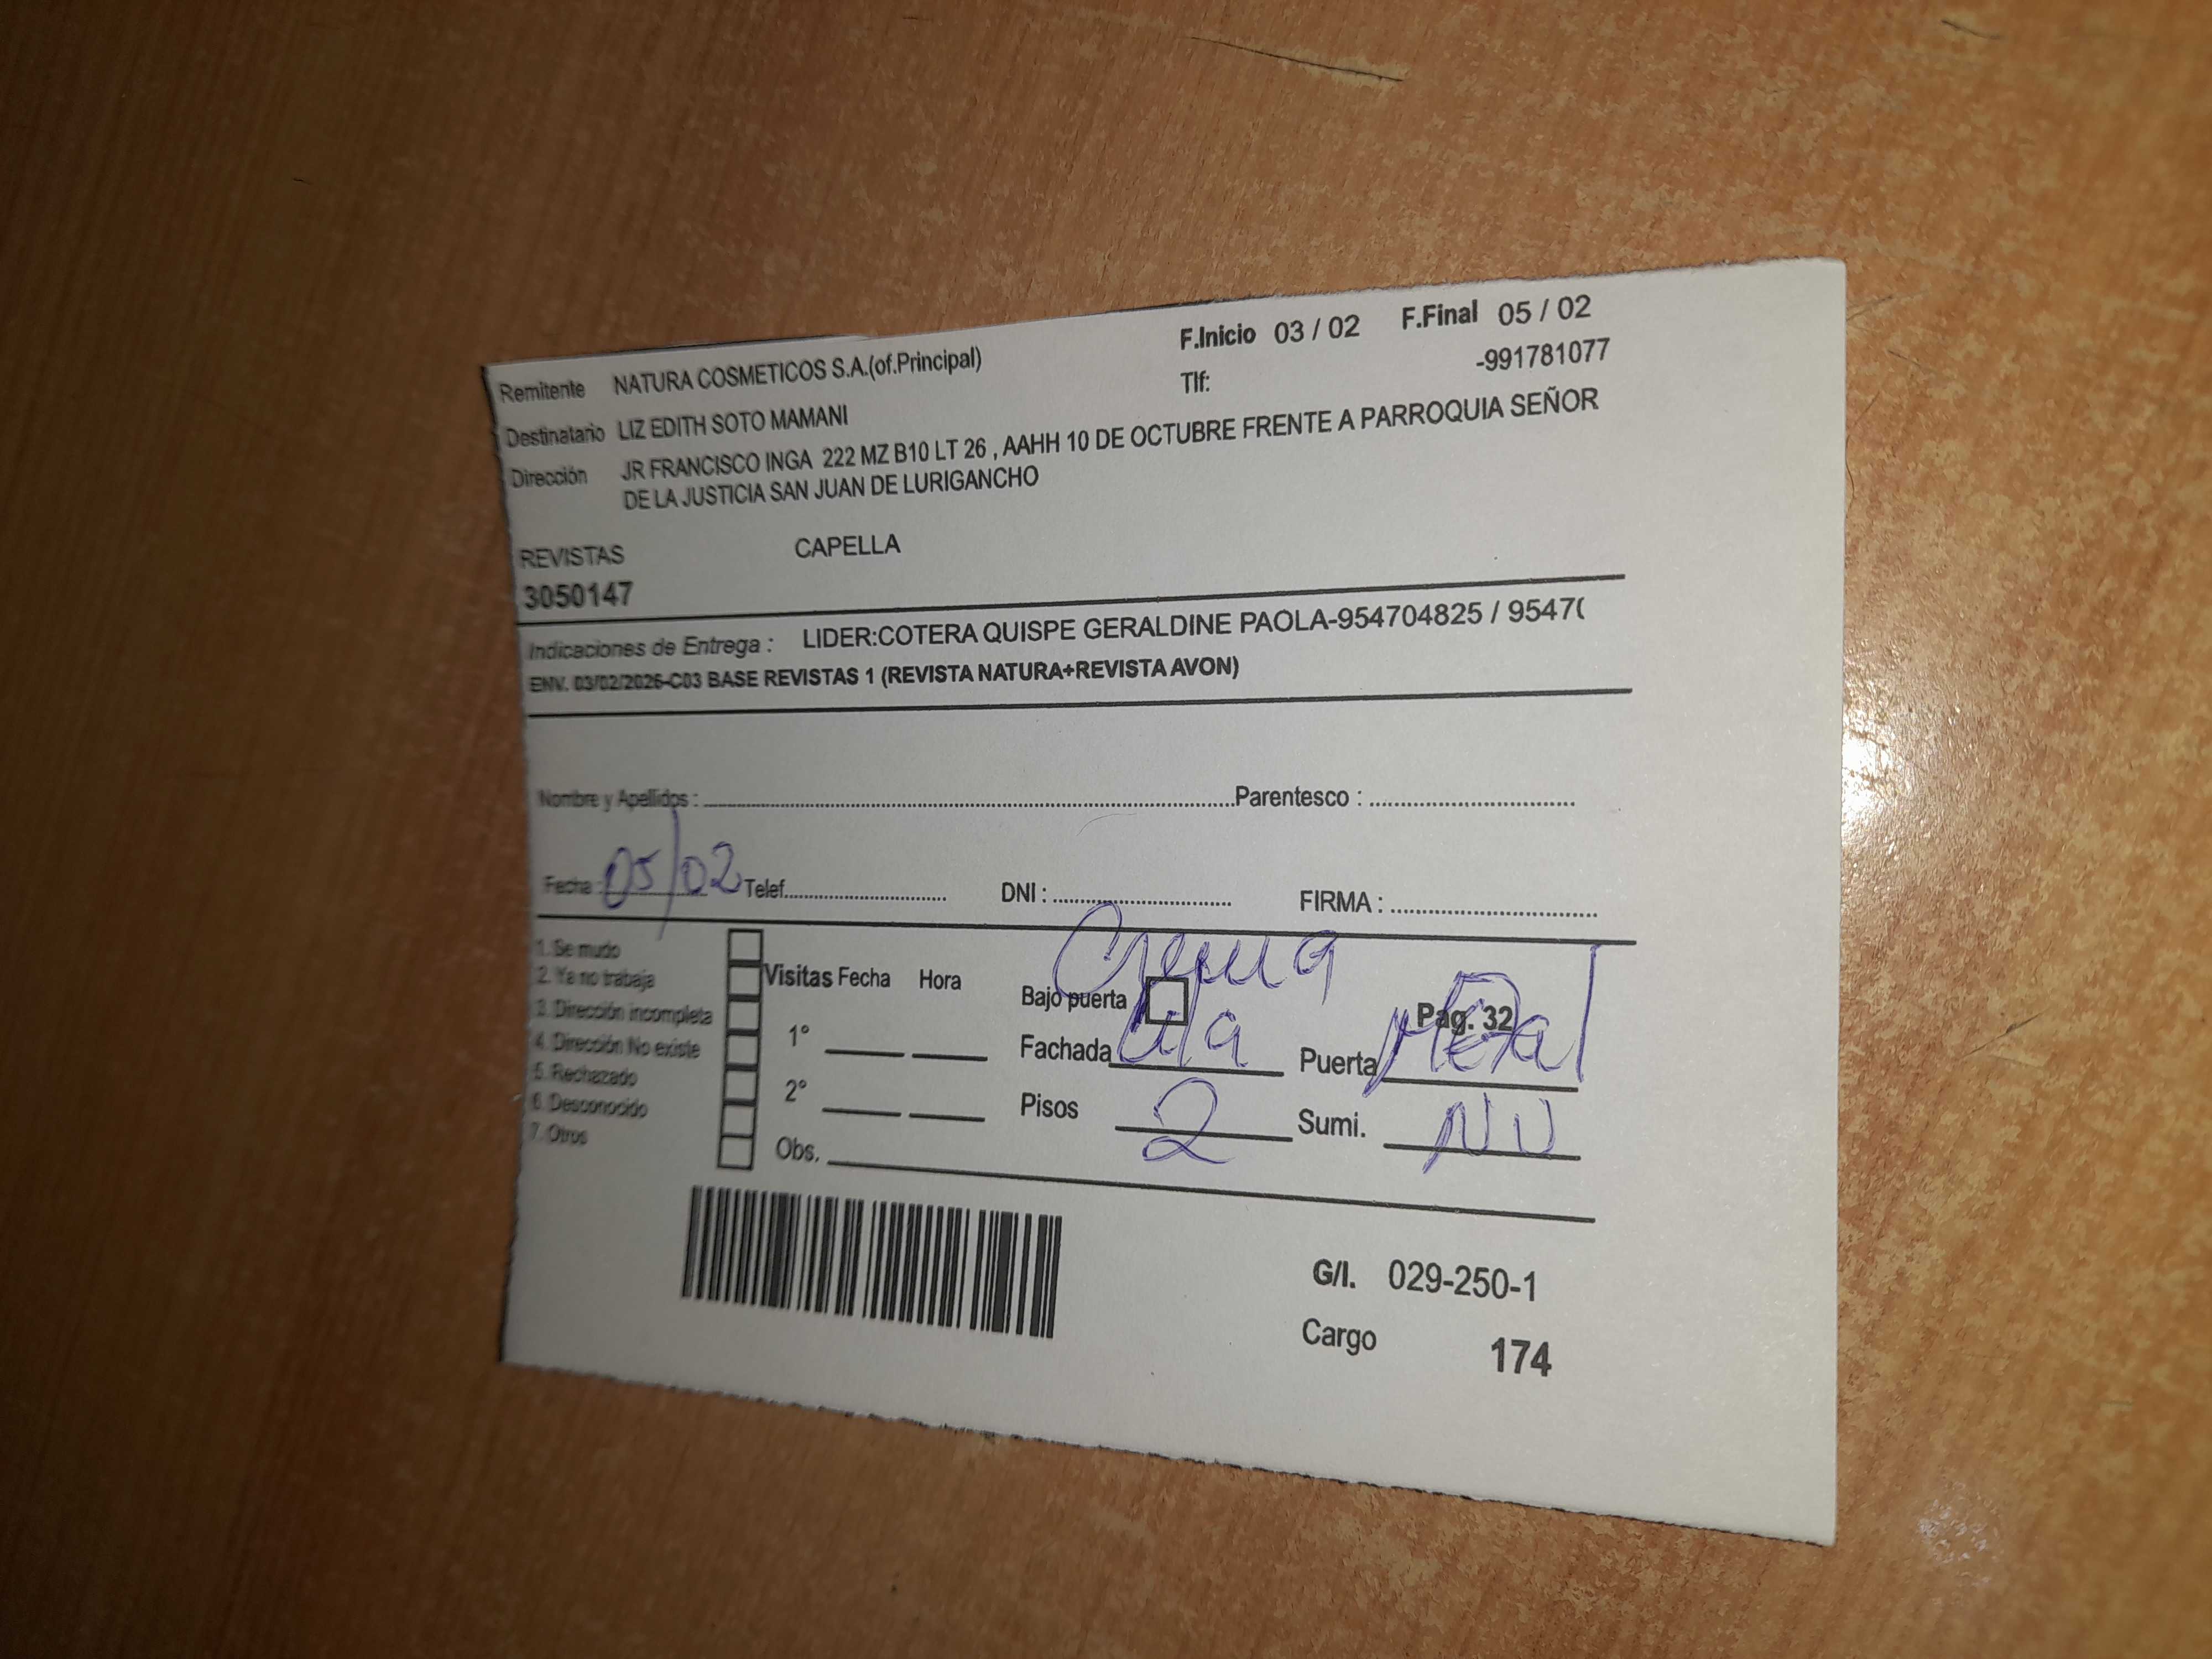 Remitente NATURA COSMETICOS S.A.(of.Principal) F.Inicio 03 / 02 F.Final 05 / 02
Tlf: -991781077
Destinatario LIZ EDITH SOTO MAMANI
Dirección JR FRANCISCO INGA 222 MZ B10 LT 26 , AAHH 10 DE OCTUBRE FRENTE A PARROQUIA SEÑOR
DE LA JUSTICIA SAN JUAN DE LURIGANCHO
REVISTAS CAPELLA
3050147
Indicaciones de Entrega : LIDER:COTERA QUISPE GERALDINE PAOLA-954704825 / 9547(
ENV. 03/02/2026-C03 BASE REVISTAS 1 (REVISTA NATURA+REVISTA AVON)
Nombre y Apellidos : Parentesco :
Fecha : 05/02 Telef. DNI : FIRMA :
1. Se mudo
2. Ya no trabaja
3. Dirección incompleta
4. Dirección No existe
5. Rechazado
6. Desconocido
7. Otros
Visitas Fecha Hora
1°
2°
Obs.
Crema
Bajo puerta Pag. 32
Fachada Puerta Metal
Pisos 2 Sumi. NU
G/I. 029-250-1
Cargo 174